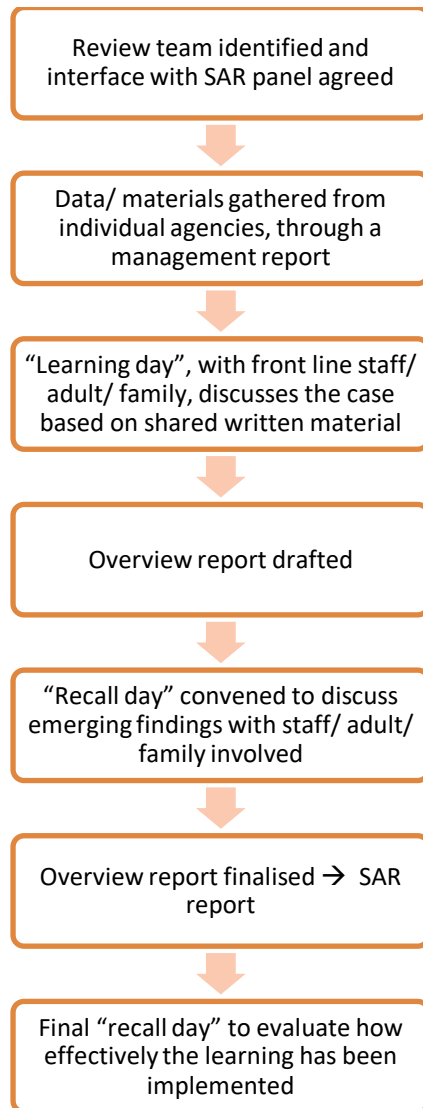 Review team identified and
interface with SAR panel agreed
Data/ materials gathered from
individual agencies, through a
management report
“Learning day”, with front line staff/
adult/ family, discusses the case
based on shared written material
Overview report drafted
“Recall day” convened to discuss
emerging findings with staff/ adult/
family involved
Overview report finalised → SAR
report
Final “recall day” to evaluate how
effectively the learning has been
implemented